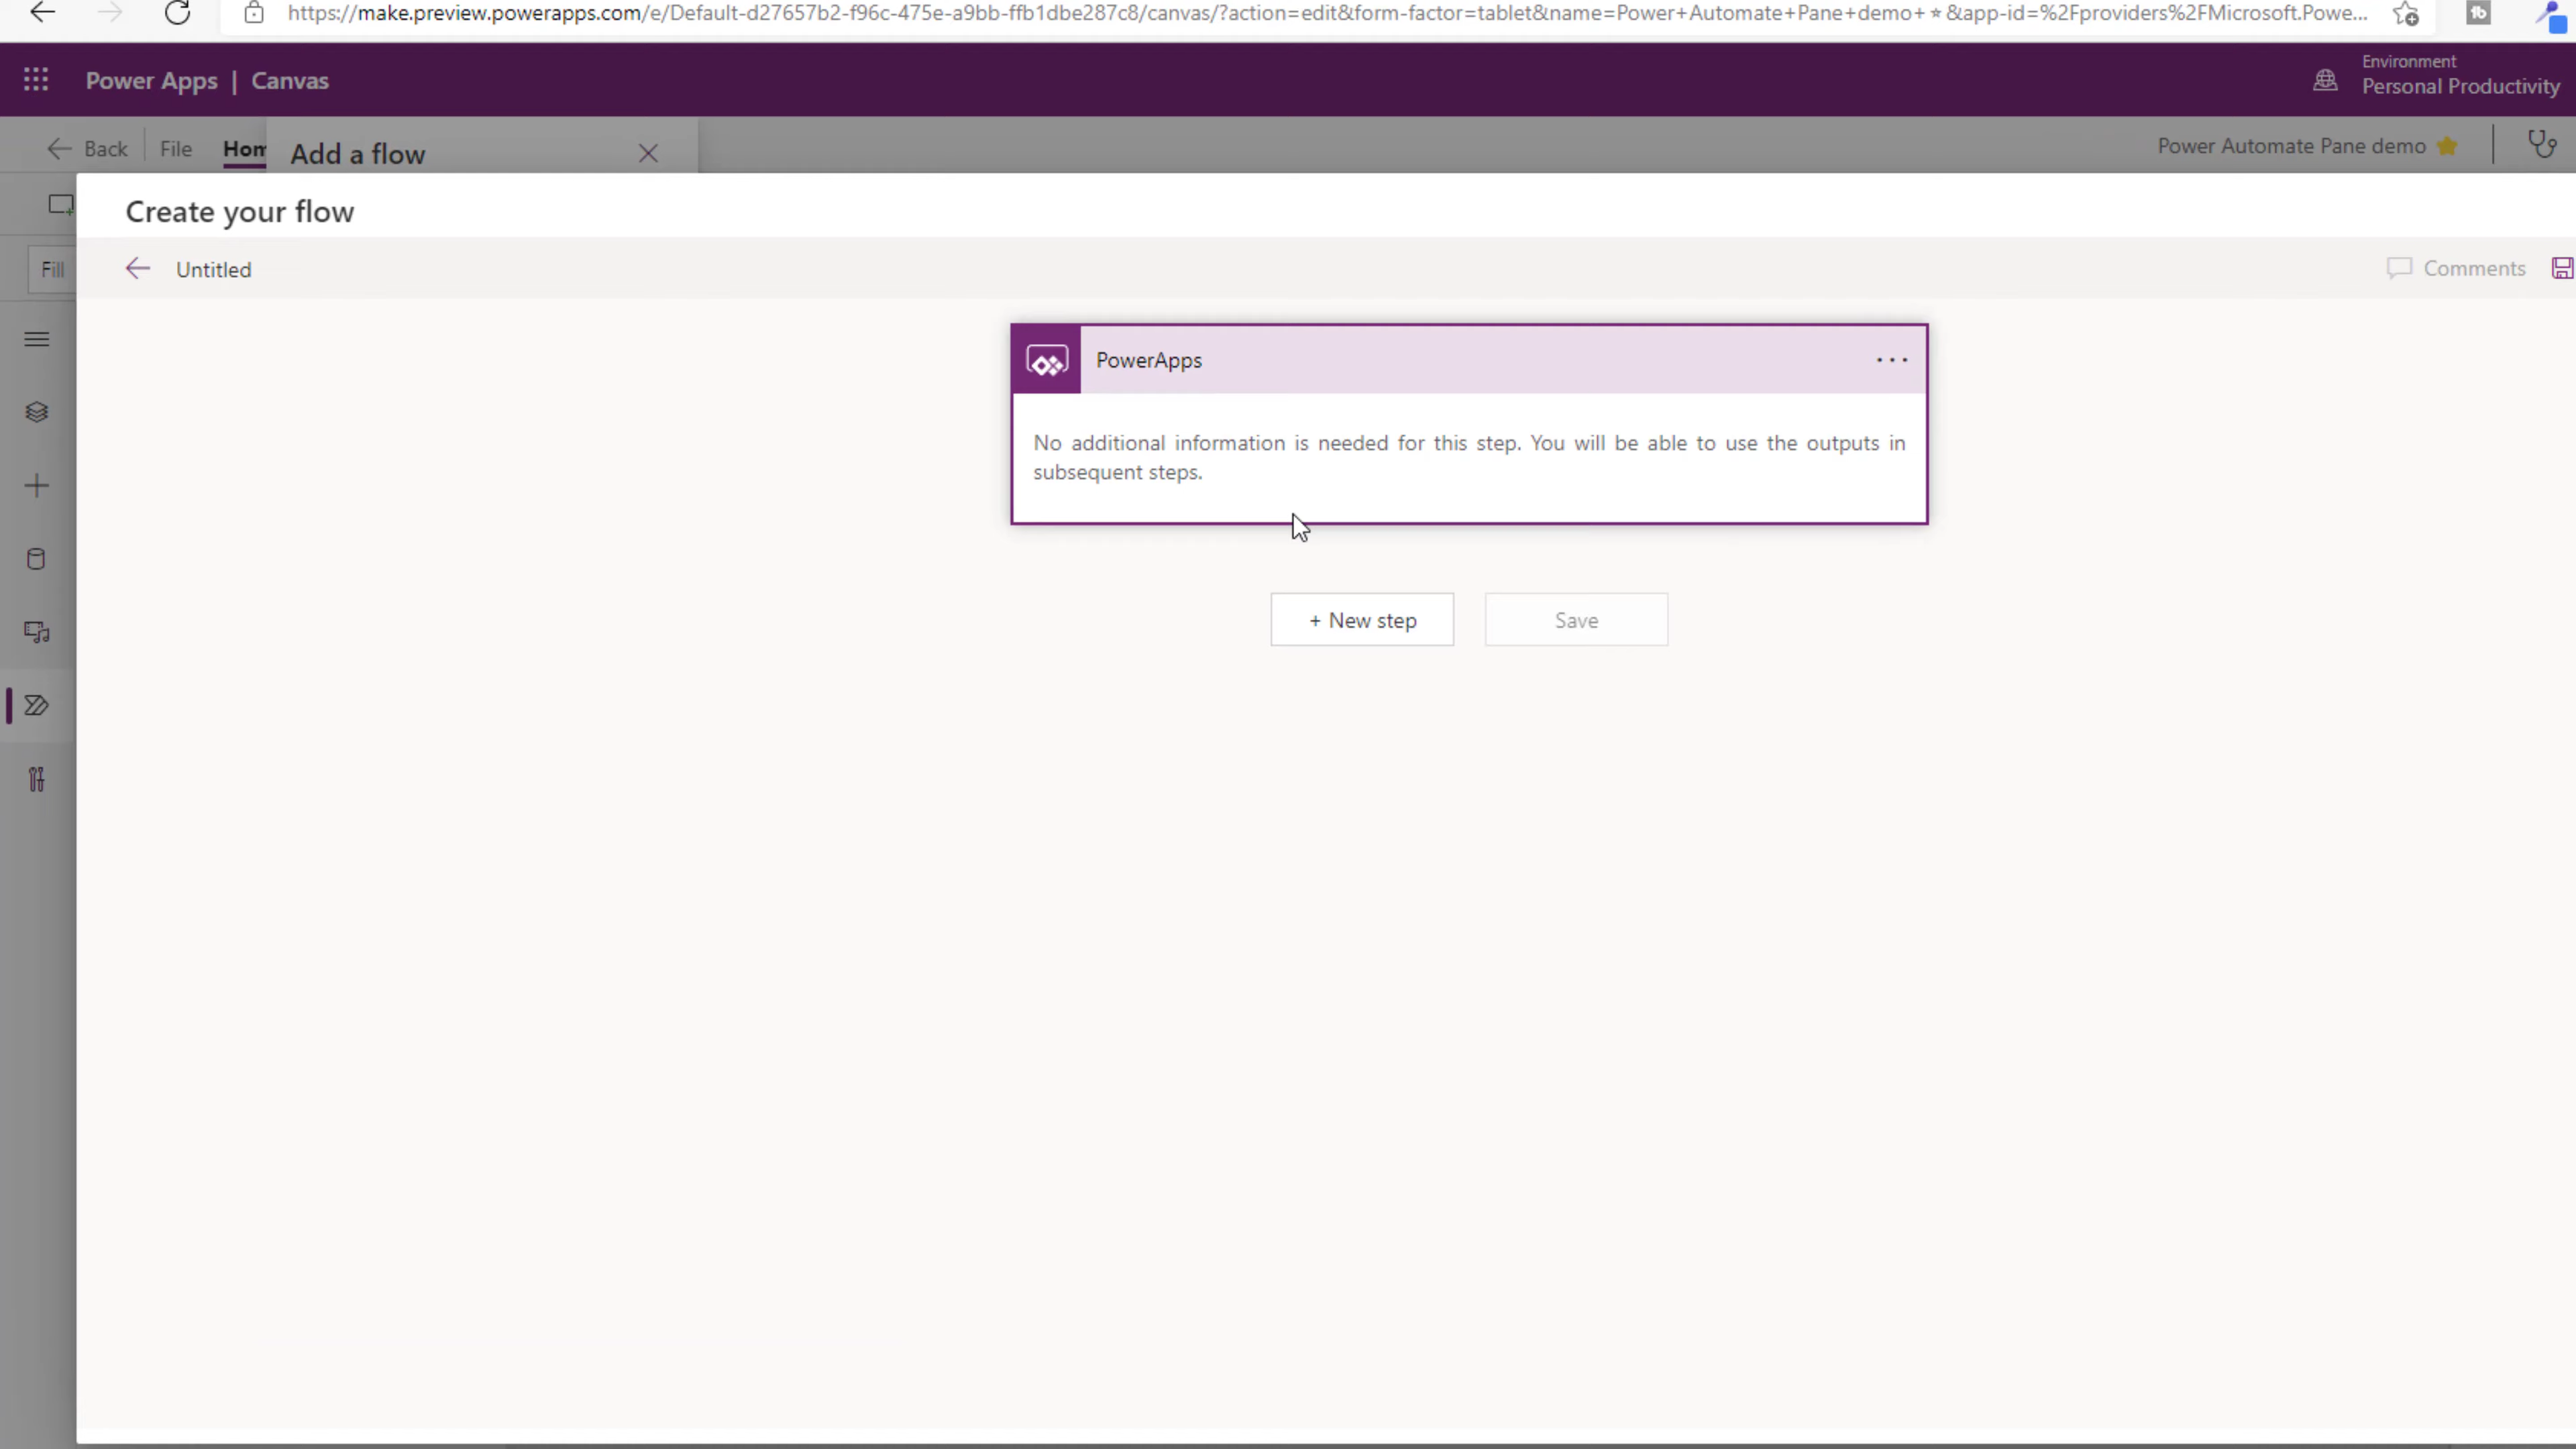 https://make.preview.powerapps.com/e/Default-d27657b2-f96c-475e-a9bb-ffb1dbe287c8/canvas/?action=edit&form-factor=tablet&name=Power+Automate+Pane+demo+⭐&app-id=%2Fproviders%2FMicrosoft.Powe...
Power Apps | Canvas
Environment
Personal Productivity
Back
File
Hom
Add a flow
Power Automate Pane demo ⭐
Create your flow
Fill
Untitled
Comments
PowerApps
No additional information is needed for this step. You will be able to use the outputs in
subsequent steps.
+ New step
Save